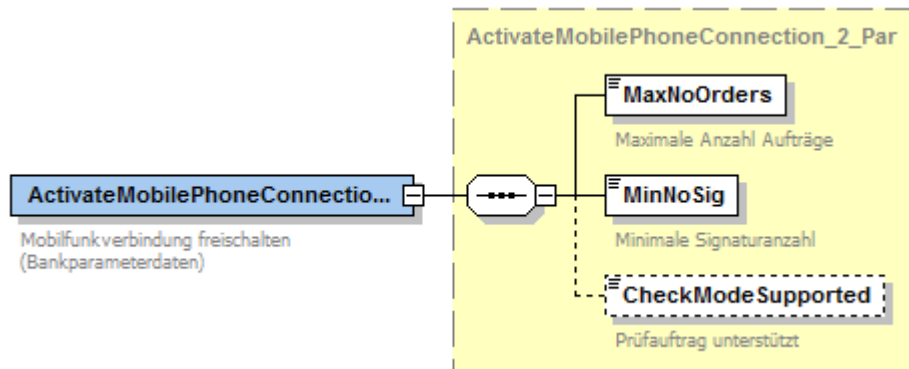 ActivateMobilePhoneConnection_2_Par
MaxNoOrders
Maximale Anzahl Aufträge
ActivateMobilePhoneConnectio...
Mobilfunkverbindung freischalten
(Bankparameterdaten)
MinNoSig
Minimale Signaturanzahl
CheckModeSupported
Prüfauftrag unterstützt